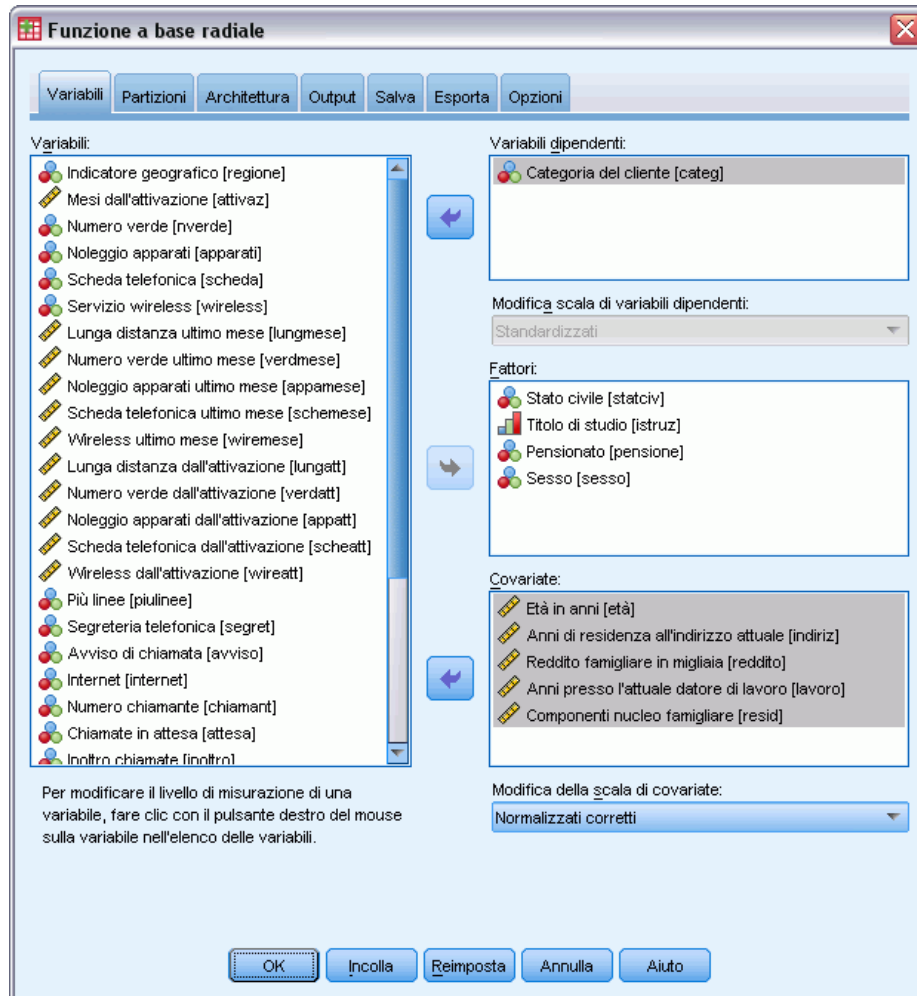 Funzione a base radiale
Variabili
Partizioni
Architettura
Output
Salva
Esporta
Opzioni
Variabili:
Indicatore geografico [regione]
Mesi dall'attivazione [attivaz]
Numero verde [nverde]
Noleggio apparati [apparati]
Scheda telefonica [scheda]
Servizio wireless [wireless]
Lunga distanza ultimo mese [lungmese]
Numero verde ultimo mese [verdmese]
Noleggio apparati ultimo mese [appamese]
Scheda telefonica ultimo mese [schemese]
Wireless ultimo mese [wiremese]
Lunga distanza dall'attivazione [lungatt]
Numero verde dall'attivazione [verdatt]
Noleggio apparati dall'attivazione [appatt]
Scheda telefonica dall'attivazione [scheatt]
Wireless dall'attivazione [wireatt]
Più linee [piulinee]
Segreteria telefonica [segret]
Avviso di chiamata [avviso]
Internet [internet]
Numero chiamante [chiamant]
Chiamate in attesa [attesa]
Inoltro chiamate [inoltro]
Per modificare il livello di misurazione di una
variabile, fare clic con il pulsante destro del mouse
sulla variabile nell'elenco delle variabili.
Variabili dipendenti:
Categoria del cliente [categ]
Modifica scala di variabili dipendenti:
Standardizzati
Fattori:
Stato civile [statciv]
Titolo di studio [istruz]
Pensionato [pensione]
Sesso [sesso]
Covariate:
Età in anni [età]
Anni di residenza all'indirizzo attuale [indiriz]
Reddito famigliare in migliaia [reddito]
Anni presso l'attuale datore di lavoro [lavoro]
Componenti nucleo famigliare [resid]
Modifica della scala di covariate:
Normalizzati corretti
OK
Incolla
Reimposta
Annulla
Aiuto